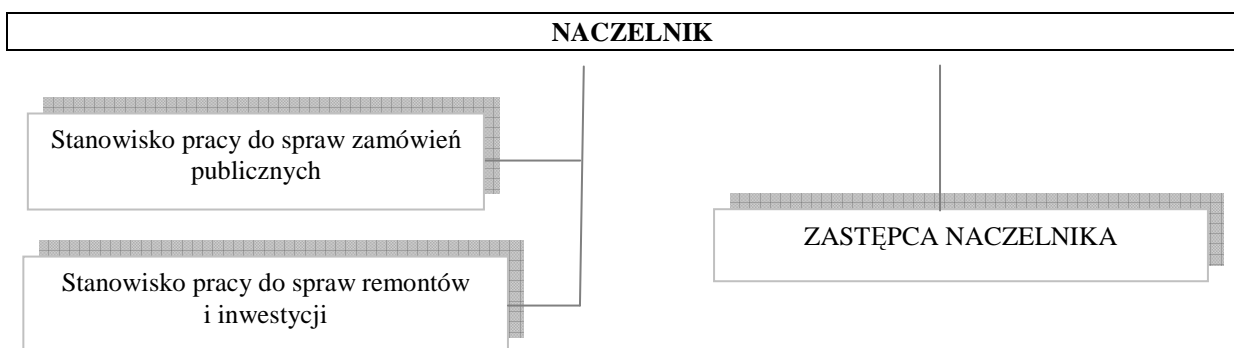 NACZELNIK
Stanowisko pracy do spraw zamówień
publicznych
ZASTĘPCA NACZELNIKA
Stanowisko pracy do spraw remontów
i inwestycji